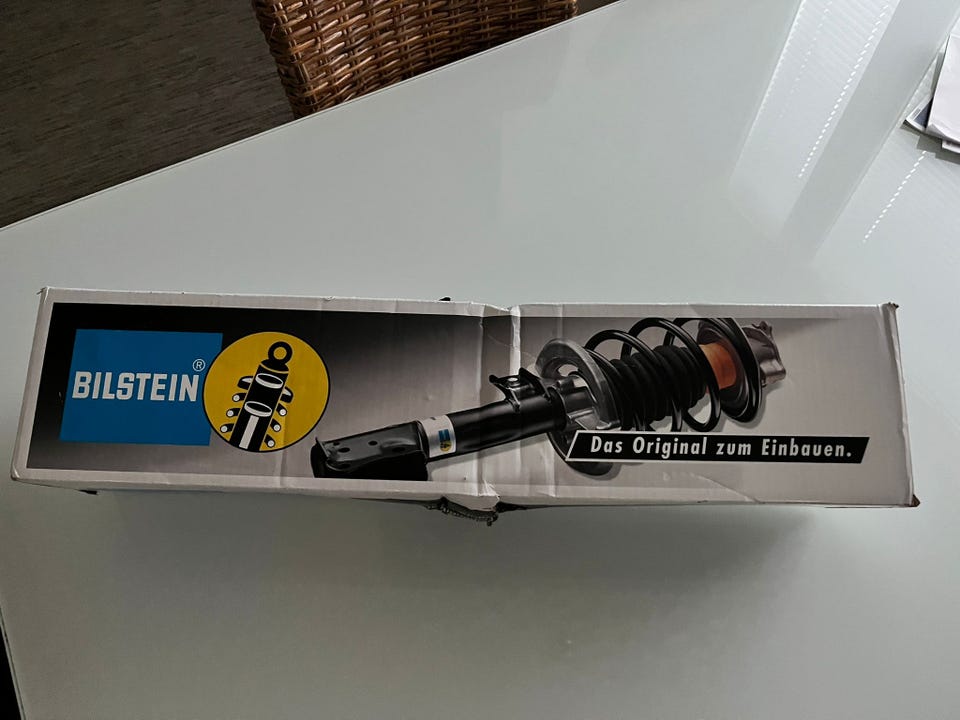 BILSTEIN®
Das Original zum Einbauen.